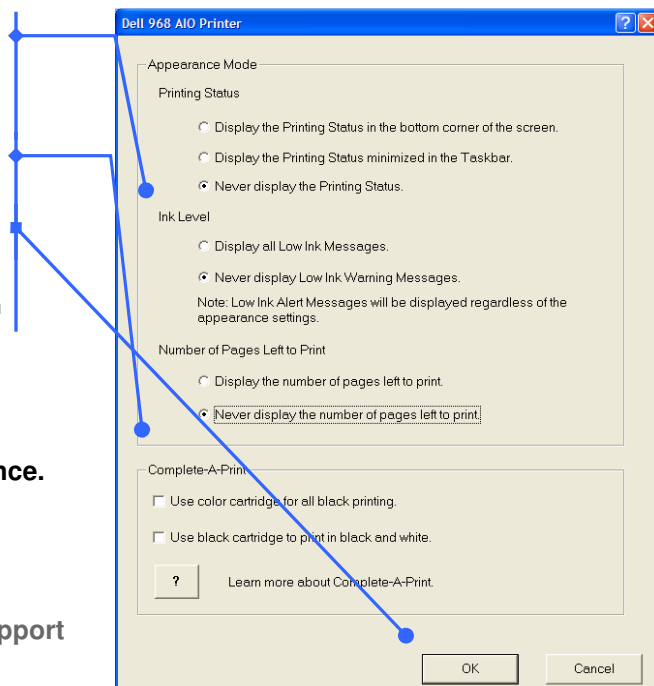 Dell 968 AIO Printer
Appearance Mode
Printing Status
Display the Printing Status in the bottom corner of the screen.
Display the Printing Status minimized in the Taskbar.
Never display the Printing Status.
Ink Level
Display all Low Ink Messages.
Never display Low Ink Warning Messages.
Note: Low Ink Alert Messages will be displayed regardless of the
appearance settings.
Number of Pages Left to Print
Display the number of pages left to print.
Never display the number of pages left to print.
nce.
Complete-A-Print
Use color cartridge for all black printing.
Use black cartridge to print in black and white.
? Learn more about Complete-A-Print.
pport
OK Cancel